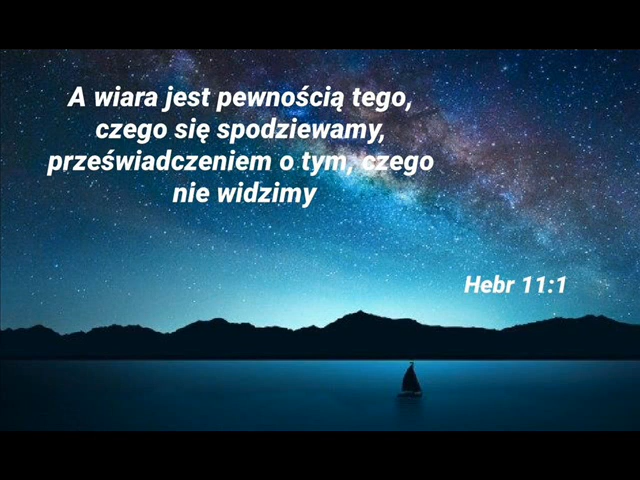 A wiara jest pewnością tego,
czego się spodziewamy,
przeświadczeniem o tym, czego
nie widzimy
Hebr 11:1